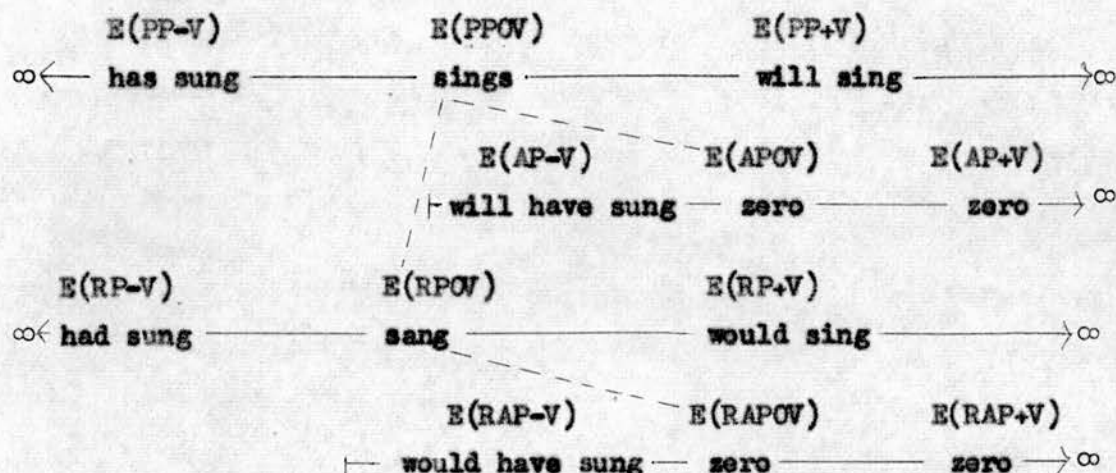 E(PP-V) E(PPOV) E(PP+V)
∞ has sung sings will sing ∞
E(AP-V) E(APOV) E(AP+V)
will have sung zero zero ∞
E(RP-V) E(RPOV) E(RP+V)
∞ had sung sang would sing ∞
E(RAP-V) E(RAPOV) E(RAP+V)
would have sung zero zero ∞